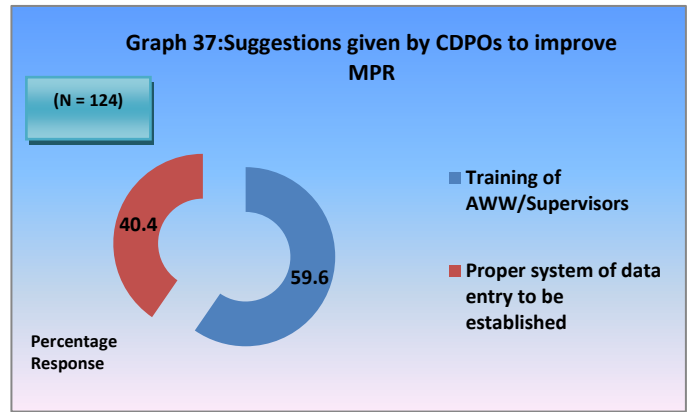 Graph 37:Suggestions given by CDPOs to improve
MPR
(N = 124)
40.4
59.6
Training of
AWW/Supervisors
Proper system of data
entry to be
established
Percentage
Response